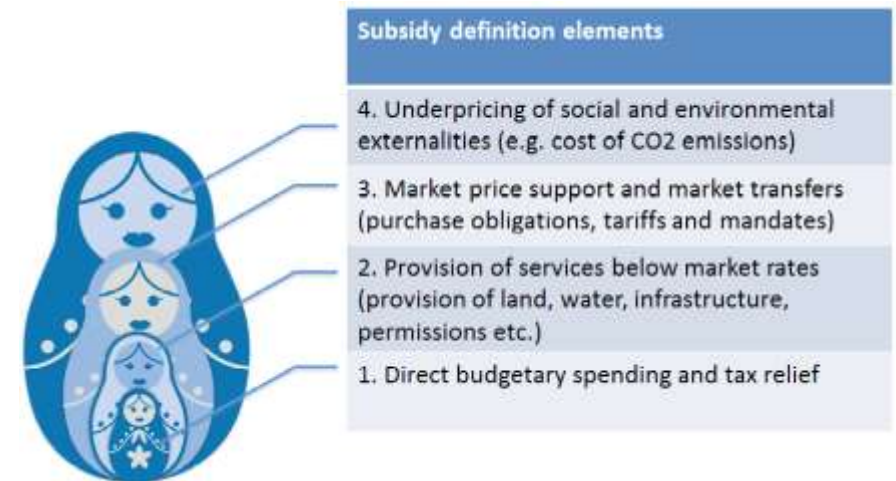 Subsidy definition elements
4. Underpricing of social and environmental
externalities (e.g. cost of CO2 emissions)
3. Market price support and market transfers
(purchase obligations, tariffs and mandates)
2. Provision of services below market rates
(provision of land, water, infrastructure,
permissions etc.)
1. Direct budgetary spending and tax relief